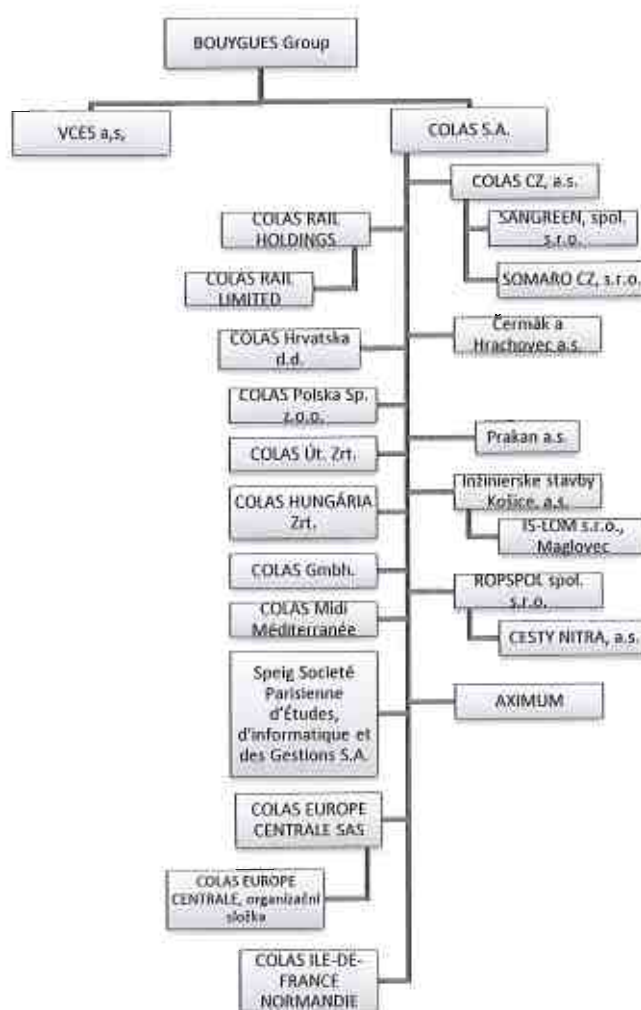 BOUYGUES Group
VCES a,s,
COLAS S.A.
COLAS CZ, a.s.
SANGREEN, spol.
s.r.o.
SOMARO CZ, s.r.o.
COLAS RAIL
HOLDINGS
COLAS RAIL
LIMITED
COLAS Hrvatska
d.d.
Čermák a
Hrachovec a.s.
COLAS Polska Sp.
z.o.o.
Prakan a.s.
COLAS Út. Zrt.
Inžinierske stavby
Košice, a.s.
IS-LOM s.r.o.,
Maglovec
COLAS HUNGÁRIA
Zrt.
COLAS Gmbh.
ROPSPOL spol.
s.r.o.
CESTY NITRA, a.s.
COLAS Midi
Méditerranée
Speig Societé
Parisienne
d'Études,
d'informatique et
des Gestions S.A.
AXIMUM
COLAS EUROPE
CENTRALE SAS
COLAS EUROPE
CENTRALE, organizační
složka
COLAS ILE-DE-
FRANCE
NORMANDIE